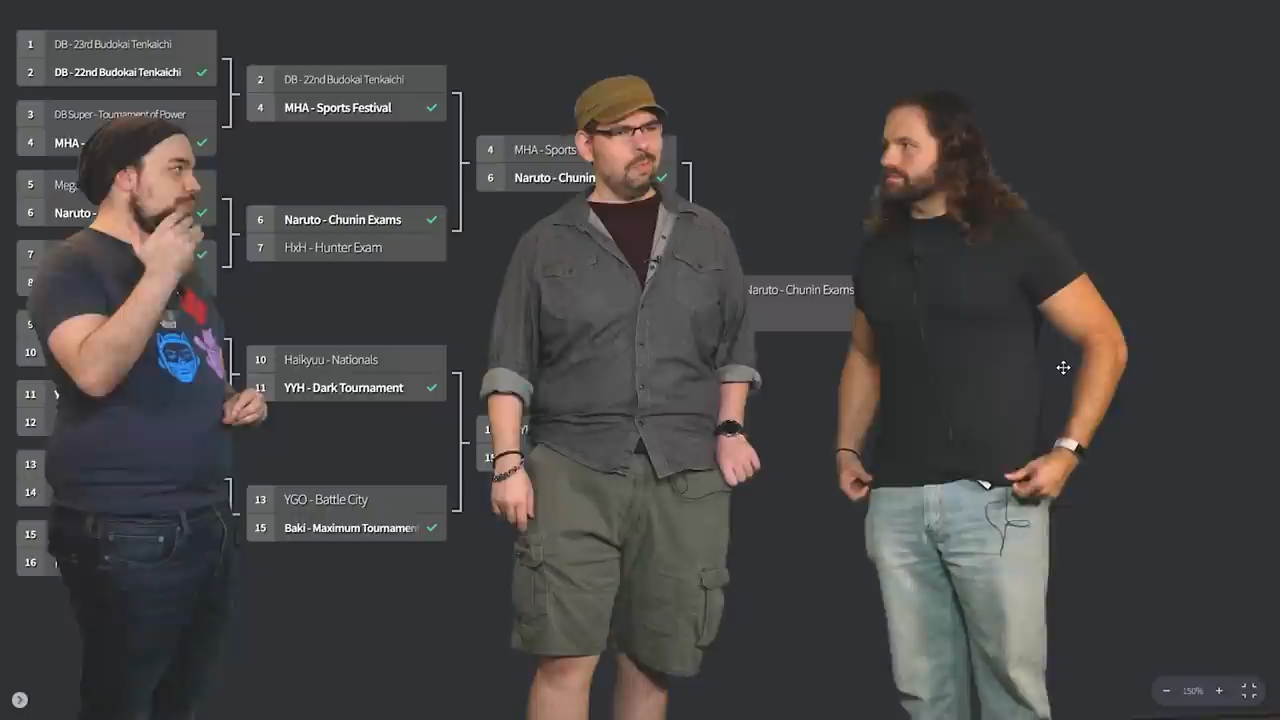 1 DB - 23rd Budokai Tenkaichi
2 DB - 22nd Budokai Tenkaichi
3 DB Super - Tournament of Power
4 MHA -
5
6 Naruto -
7
8
9
10
11
12
13
14
15
16
2 DB - 22nd Budokai Tenkaichi
4 MHA - Sports Festival
6 Naruto - Chunin Exams
7 HxH - Hunter Exam
10 Haikyuu - Nationals
11 YYH - Dark Tournament
13 YGO - Battle City
15 Baki - Maximum Tournamen
4 MHA - Sports
6 Naruto - Chunin
Naruto - Chunin Exams
150%